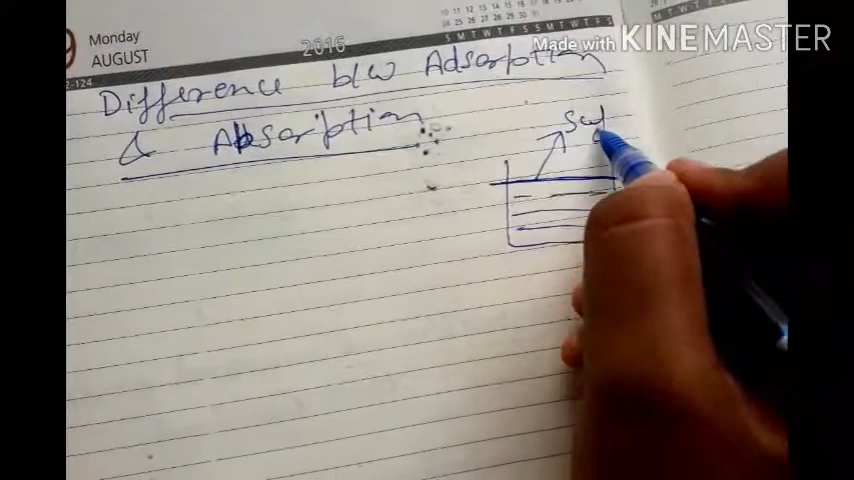 Monday
AUGUST
2016
Made with KINEMASTER
S M T W T F S S M T W T F S
Difference b/w Adsorption
& Absorption
Surf